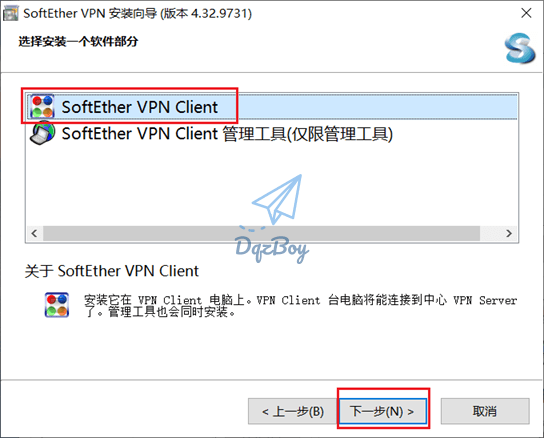 SoftEther VPN 安装向导 (版本 4.32.9731)
选择安装一个软件部分
SoftEther VPN Client
SoftEther VPN Client 管理工具(仅限管理工具)
DqzBoy
关于 SoftEther VPN Client
安装它在 VPN Client 电脑上。VPN Client 台电脑将能连接到中心 VPN Server
了。管理工具也会同时安装。
< 上一步(B)
下一步(N) >
取消